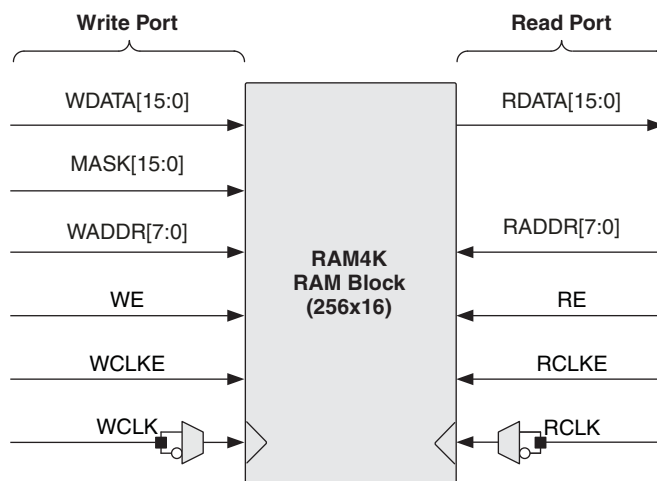 Write Port
Read Port
WDATA[15:0]
RDATA[15:0]
MASK[15:0]
WADDR[7:0]
RADDR[7:0]
RAM4K
RAM Block
(256x16)
WE
RE
WCLKE
RCLKE
WCLK
RCLK